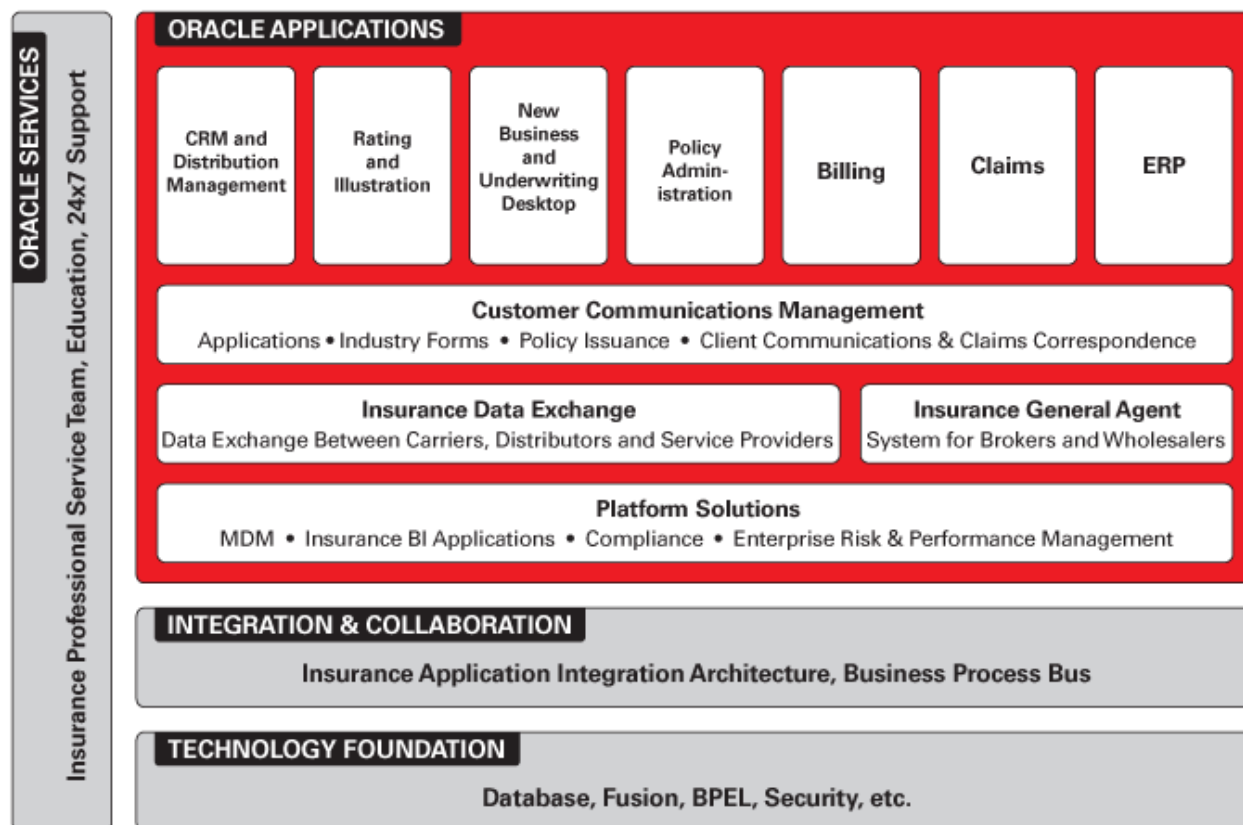 ORACLE SERVICES
Insurance Professional Service Team, Education, 24x7 Support
ORACLE APPLICATIONS
CRM and
Distribution
Management
Rating
and
Illustration
New
Business
and
Underwriting
Desktop
Policy
Admin-
istration
Billing
Claims
ERP
Customer Communications Management
Applications • Industry Forms • Policy Issuance • Client Communications & Claims Correspondence
Insurance Data Exchange
Data Exchange Between Carriers, Distributors and Service Providers
Insurance General Agent
System for Brokers and Wholesalers
Platform Solutions
MDM • Insurance BI Applications • Compliance • Enterprise Risk & Performance Management
INTEGRATION & COLLABORATION
Insurance Application Integration Architecture, Business Process Bus
TECHNOLOGY FOUNDATION
Database, Fusion, BPEL, Security, etc.